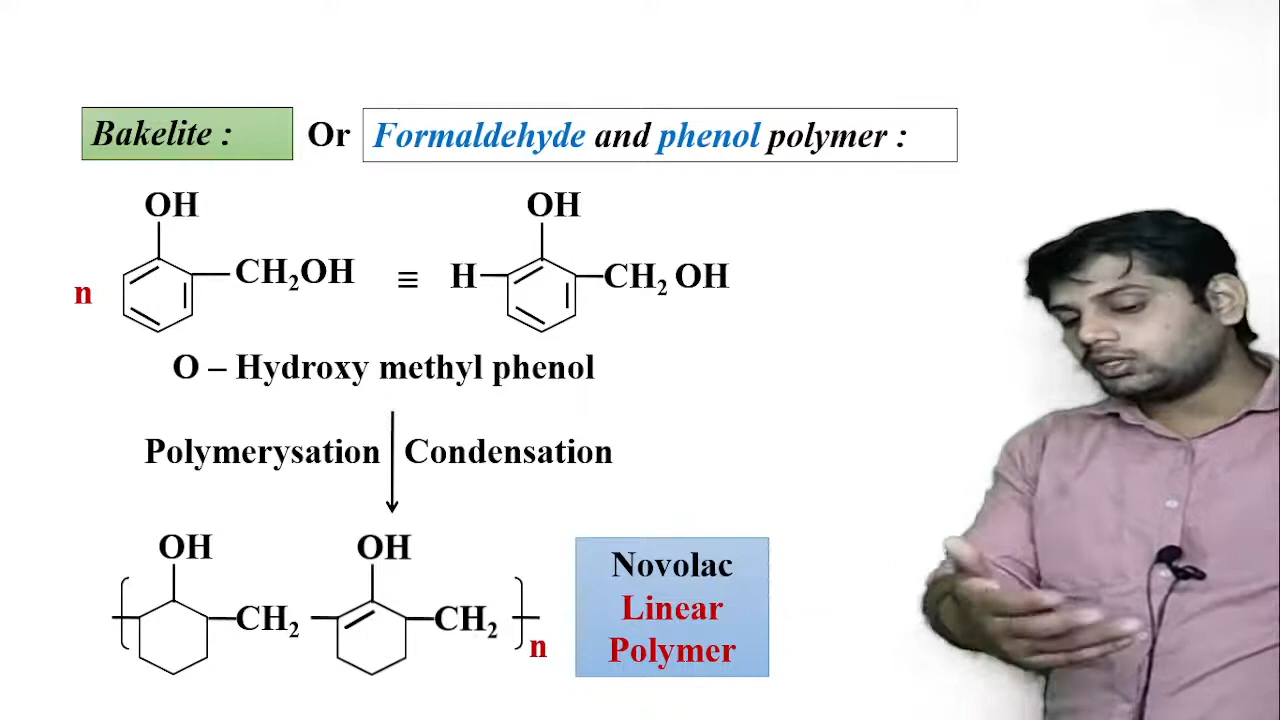 Bakelite : Or Formaldehyde and phenol polymer :
OH OH
n CH₂OH ≡ H CH₂ OH
O – Hydroxy methyl phenol
Polymerysation Condensation
OH OH
CH₂ CH₂ n
Novolac
Linear
Polymer